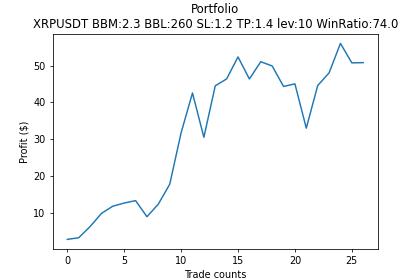 Portfolio
XRPUSDT BBM:2.3 BBL:260 SL:1.2 TP:1.4 lev:10 WinRatio:74.0
50
40
30
20
10
Profit ($)
0 5 10 15 20 25
Trade counts